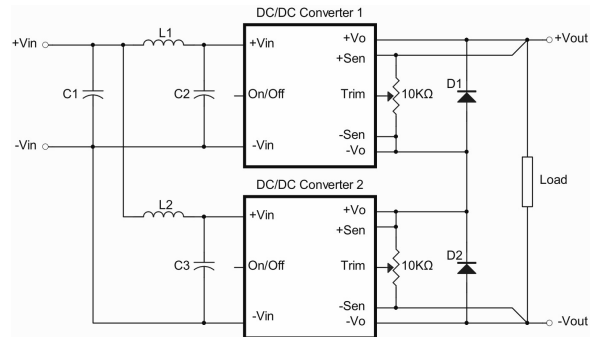 DC/DC Converter 1
+Vin
L1
+Vin
+Vo
+Vout
+Sen
C1
C2
On/Off
Trim
10KΩ
D1
-Sen
-Vin
-Vin
-Vo
DC/DC Converter 2
Load
L2
+Vin
+Vo
+Sen
C3
On/Off
Trim
10KΩ
D2
-Sen
-Vin
-Vo
-Vout